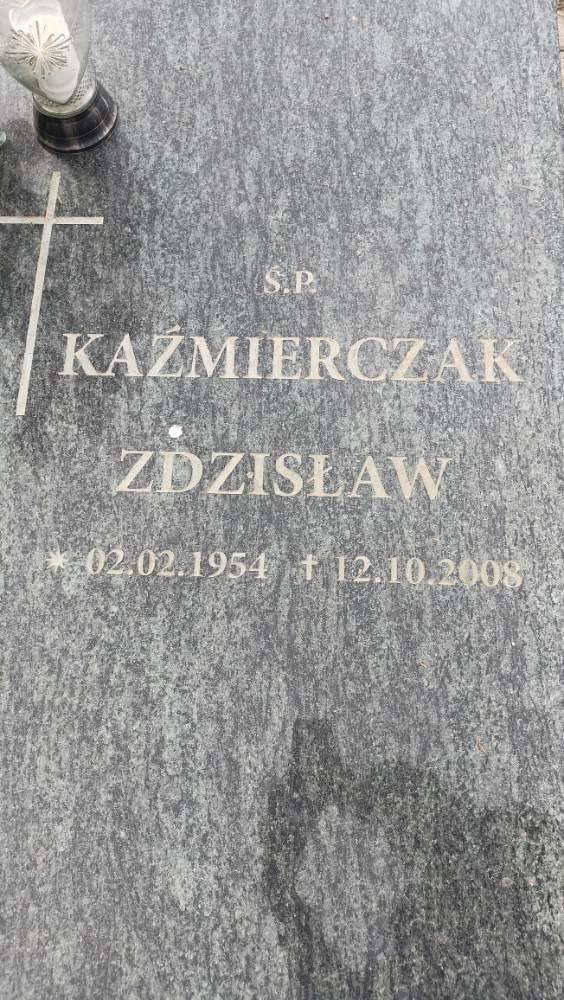 Ś.P.
KAŹMIERCZAK
ZDZISŁAW
✶ 02.02.1954 ✝ 12.10.2008